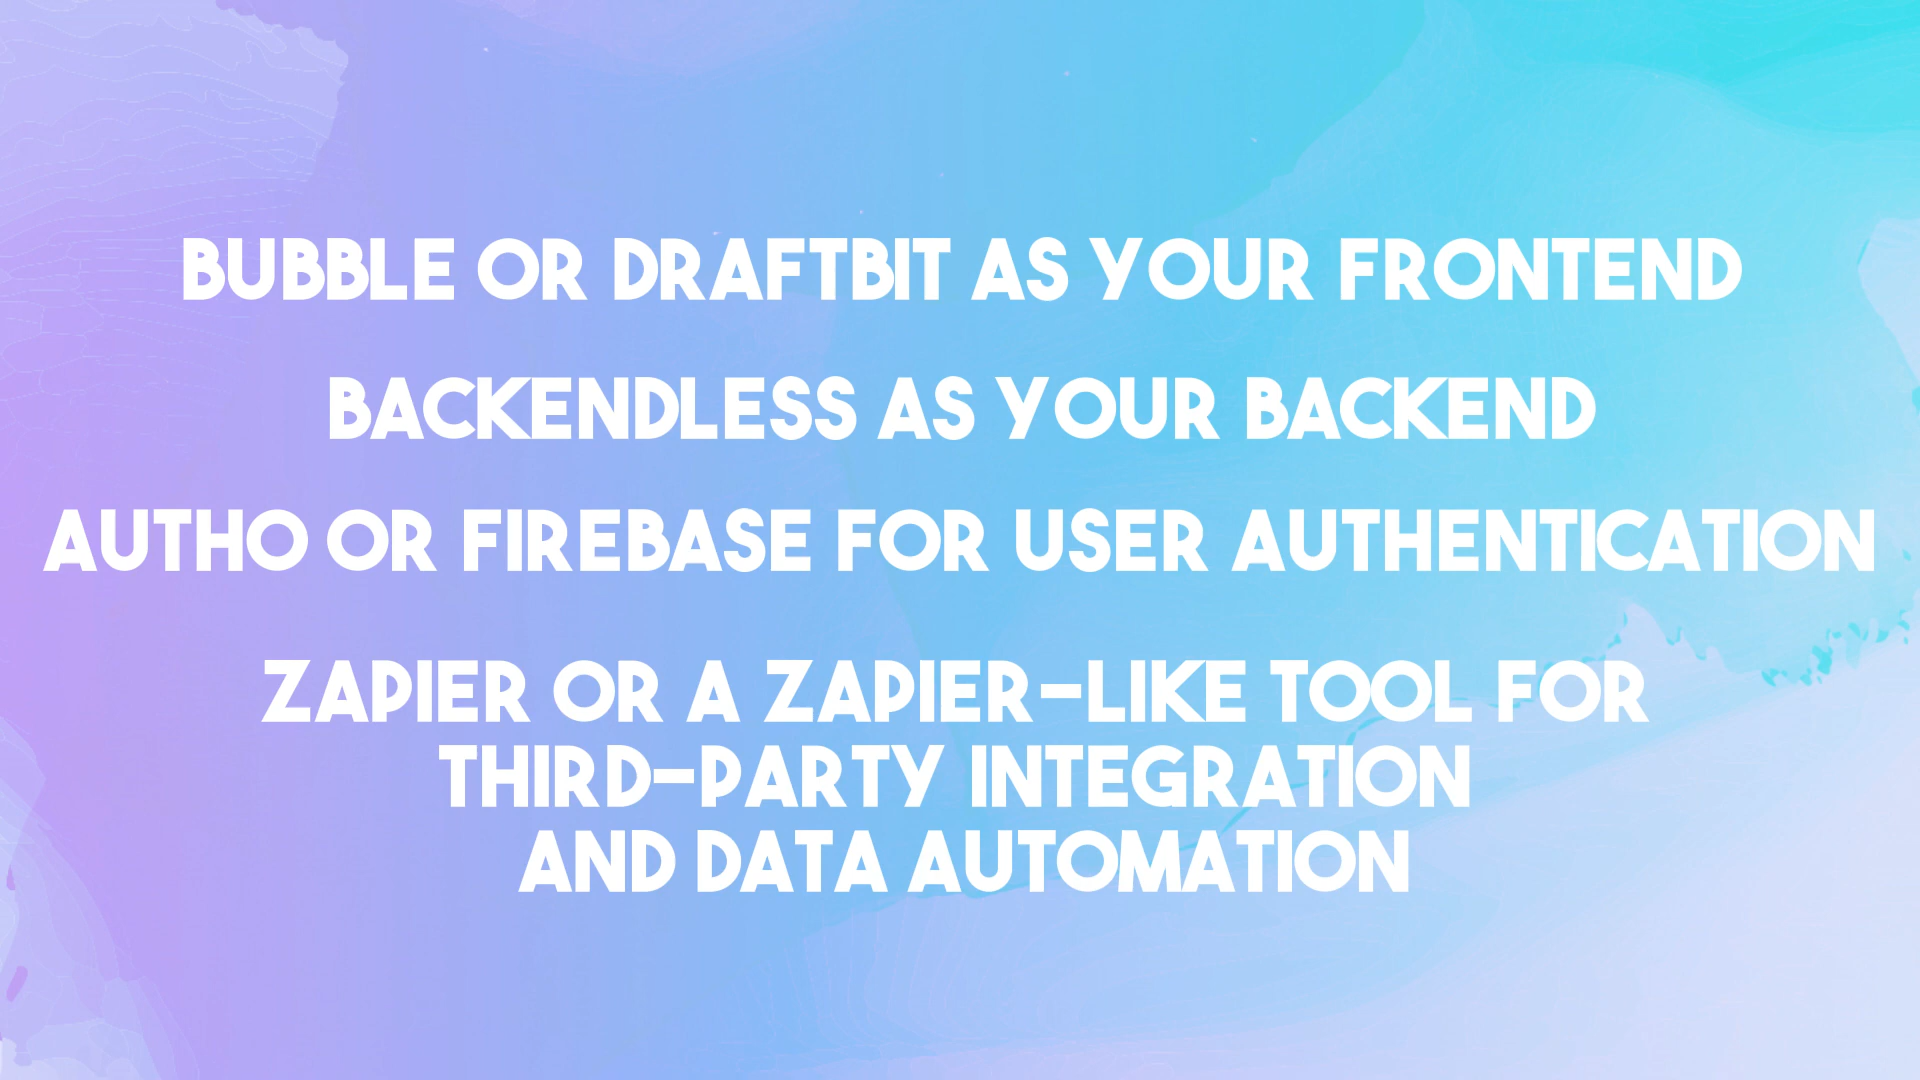 BUBBLE OR DRAFTBIT AS YOUR FRONTEND
BACKENDLESS AS YOUR BACKEND
AUTHO OR FIREBASE FOR USER AUTHENTICATION
ZAPIER OR A ZAPIER-LIKE TOOL FOR
THIRD-PARTY INTEGRATION
AND DATA AUTOMATION